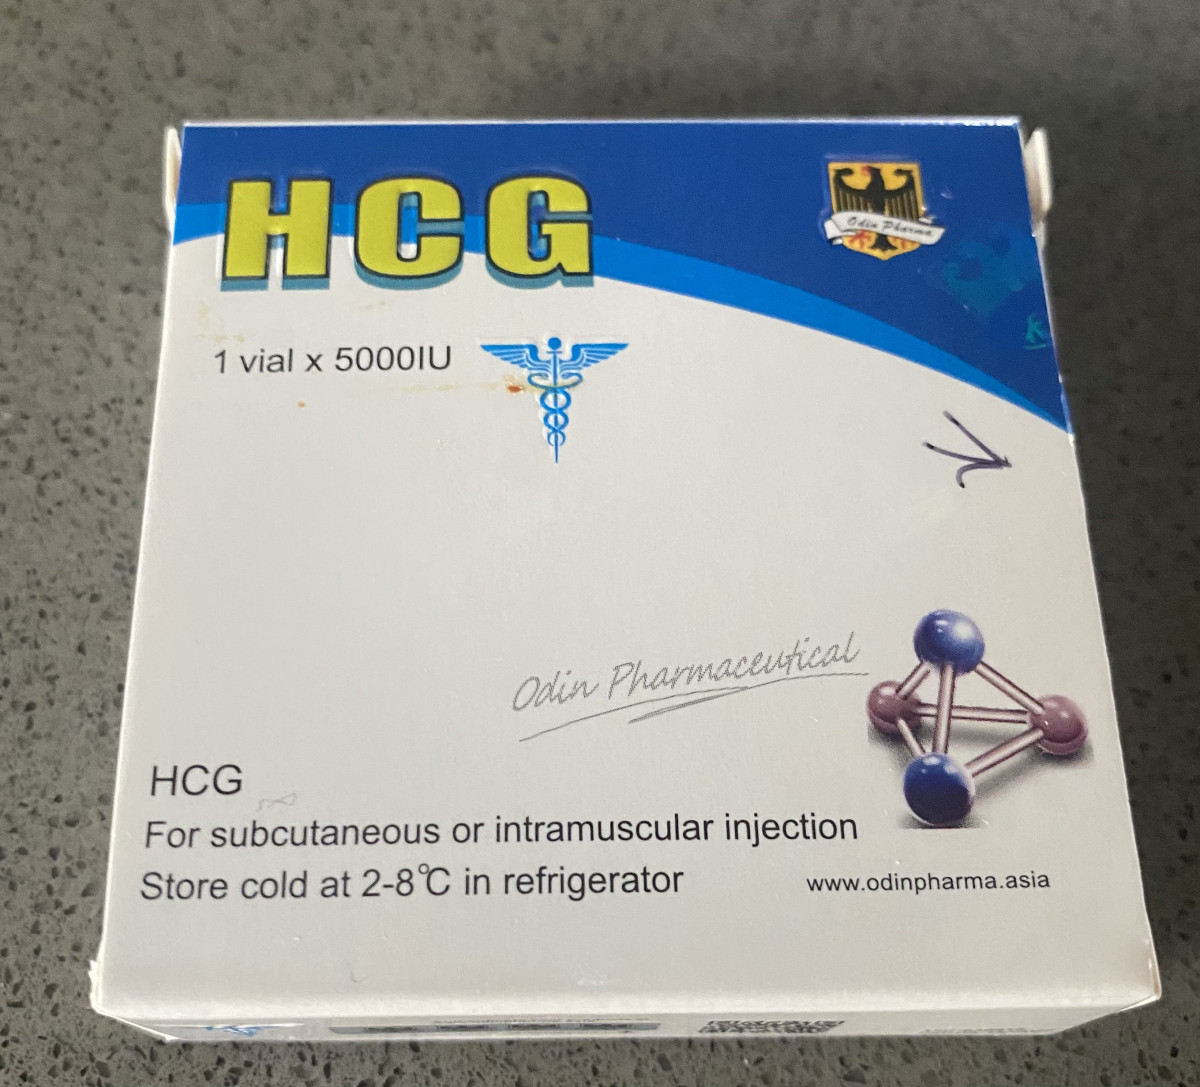 HCG
Odin Pharma
1 vial x 5000IU
Odin Pharmaceutical
HCG
For subcutaneous or intramuscular injection
Store cold at 2-8℃ in refrigerator
www.odinpharma.asia